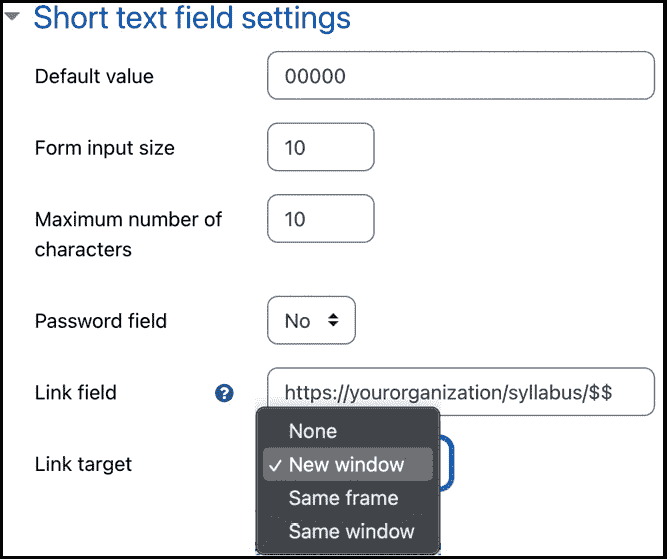 Short text field settings
Default value
00000
Form input size
10
Maximum number of
characters
10
Password field
No
Link field
?
https://yourorganization/syllabus/$$
Link target
None
✓ New window
Same frame
Same window